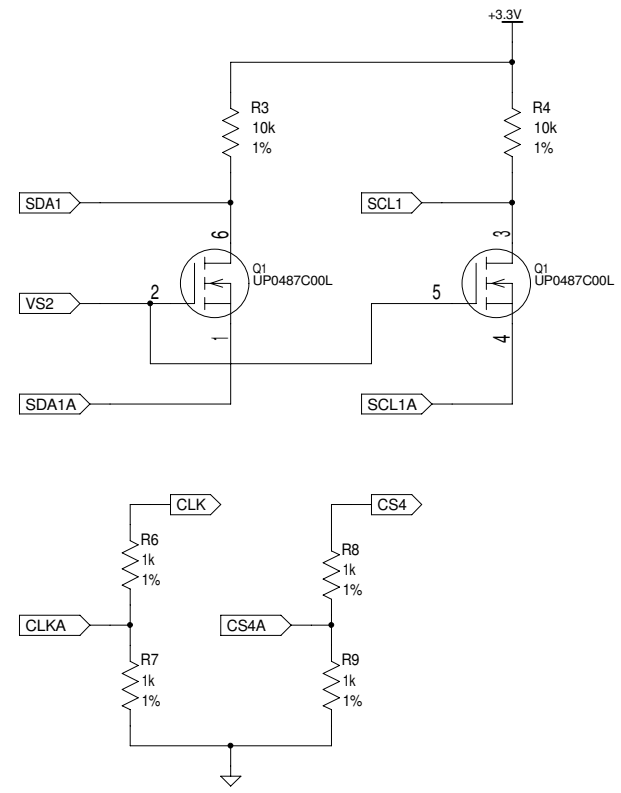 +3.3V
R3
10k
1%
R4
10k
1%
SDA1
SCL1
6
3
Q1
UP0487C00L
Q1
UP0487C00L
VS2
2
5
1
4
SDA1A
SCL1A
CLK
CS4
R6
1k
1%
R8
1k
1%
CLKA
CS4A
R7
1k
1%
R9
1k
1%